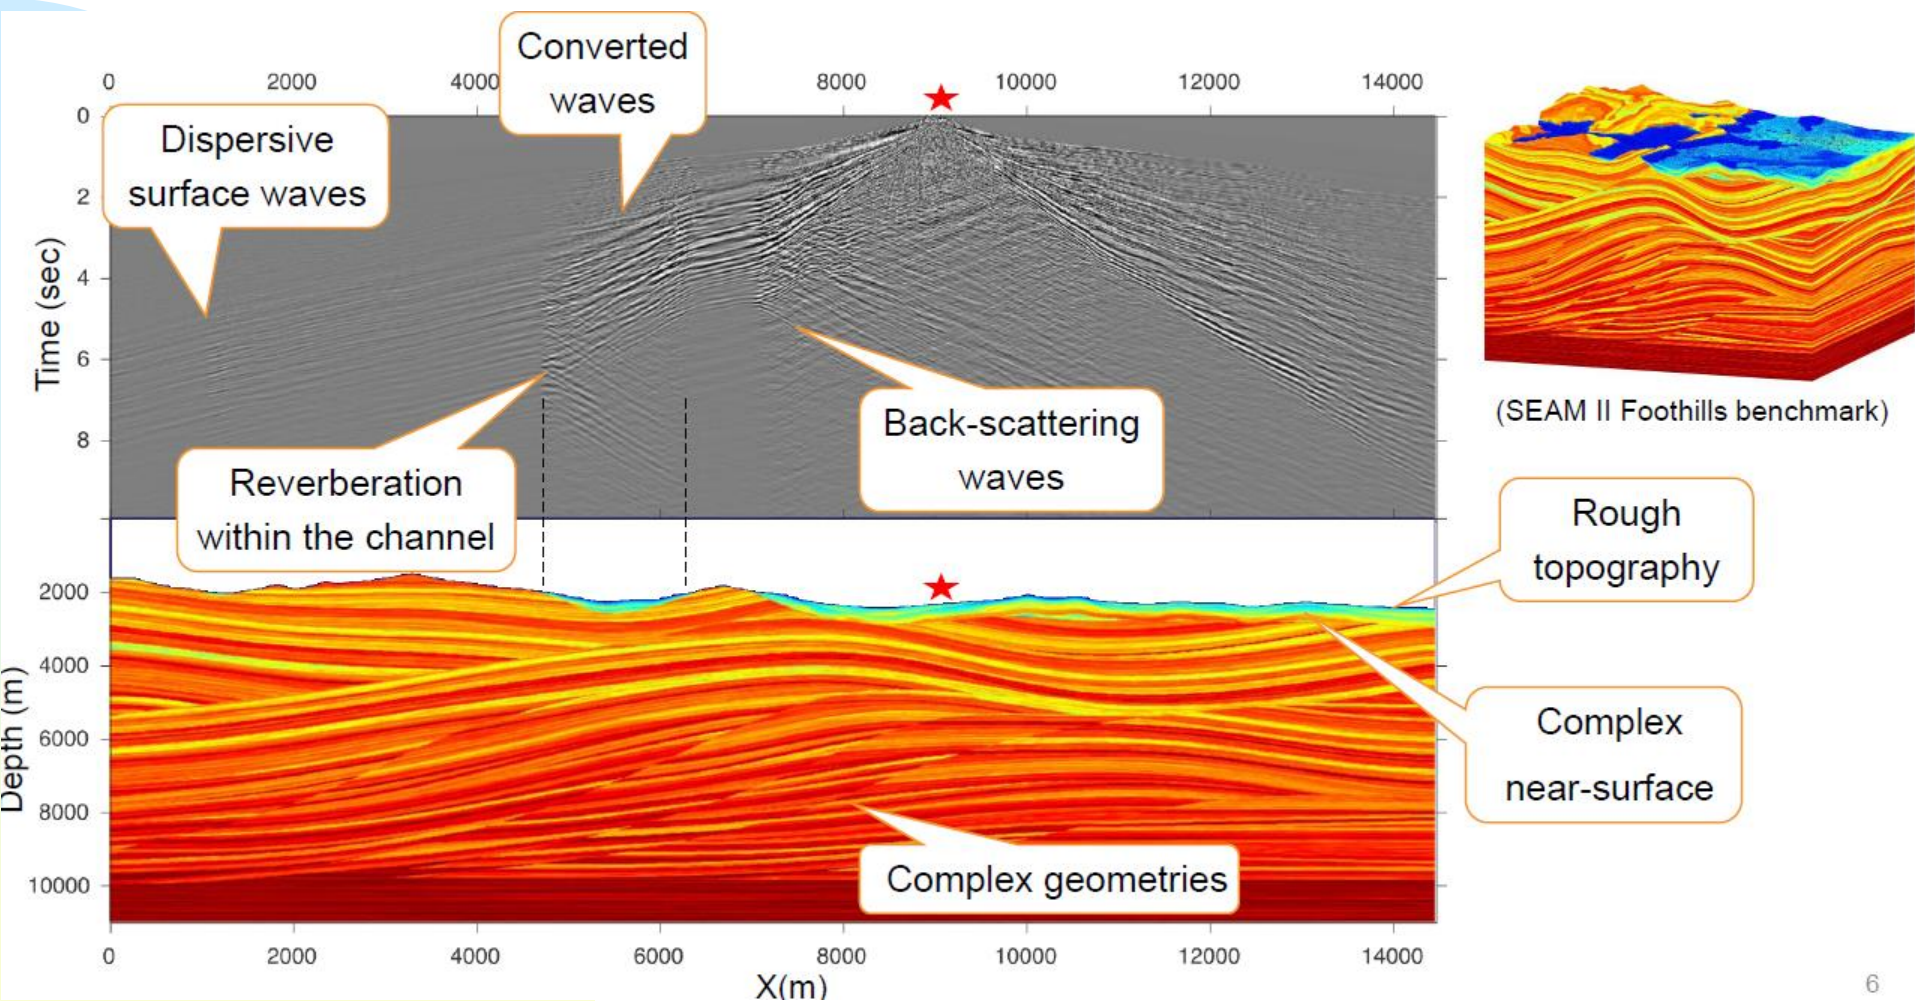 Converted
waves
0 2000 4000 8000 10000 12000 14000
Dispersive
surface waves
0
2
4
6
8
Time (sec)
Reverberation
within the channel
Back-scattering
waves
(SEAM II Foothills benchmark)
Rough
topography
2000
4000
6000
8000
10000
Depth (m)
Complex
near-surface
Complex geometries
0 2000 4000 6000 8000 10000 12000 14000
X(m)
6